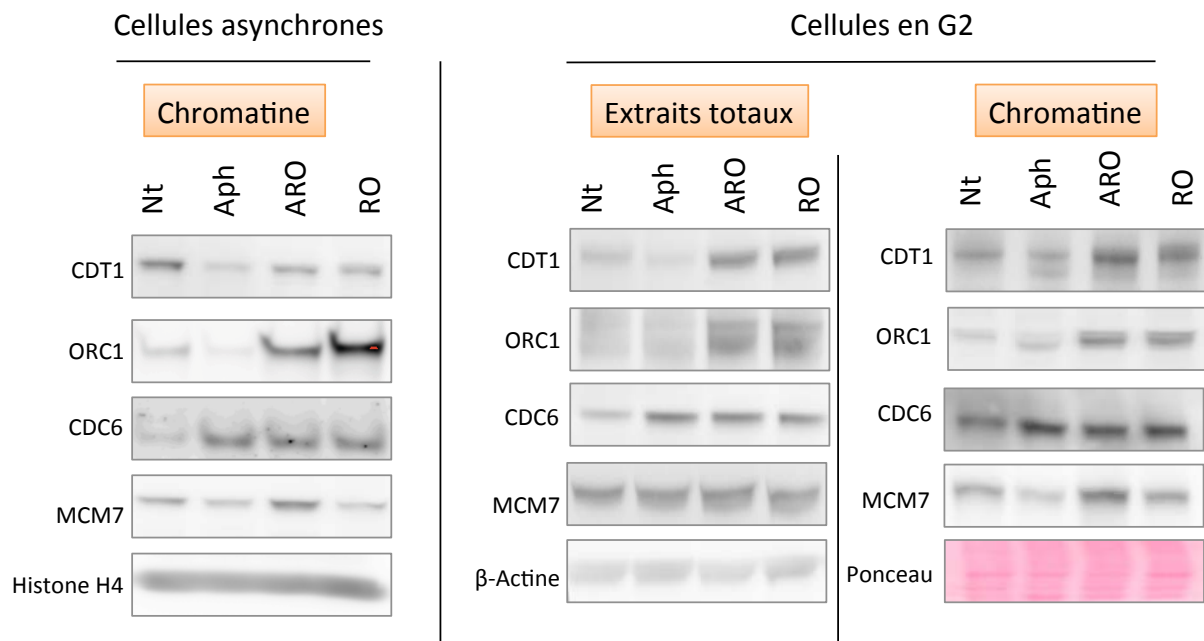 Cellules asynchrones
Cellules en G2
Chromatine
Extraits totaux
Chromatine
Nt Aph ARO RO
Nt Aph ARO RO
Nt Aph ARO RO
CDT1
ORC1
CDC6
MCM7
Histone H4
CDT1
ORC1
CDC6
MCM7
β-Actine
CDT1
ORC1
CDC6
MCM7
Ponceau